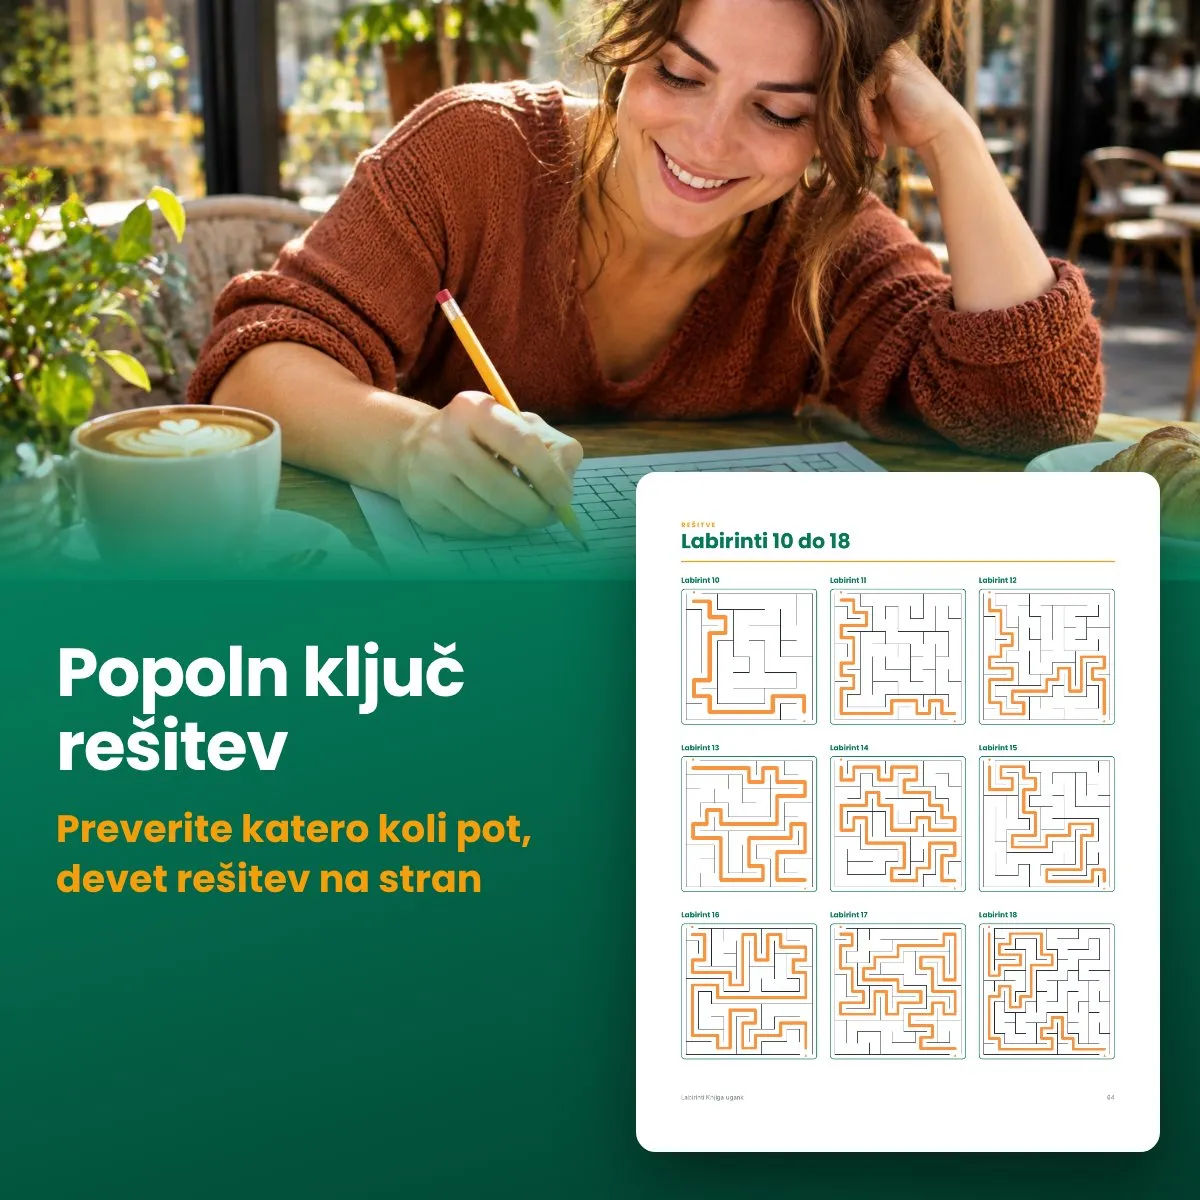 Popoln ključ
rešitev
Preverite katero koli pot,
devet rešitev na stran
REŠITVE
Labirinti 10 do 18
Labirint 10
Labirint 11
Labirint 12
Labirint 13
Labirint 14
Labirint 15
Labirint 16
Labirint 17
Labirint 18
Labirinti Knjiga ugank
64